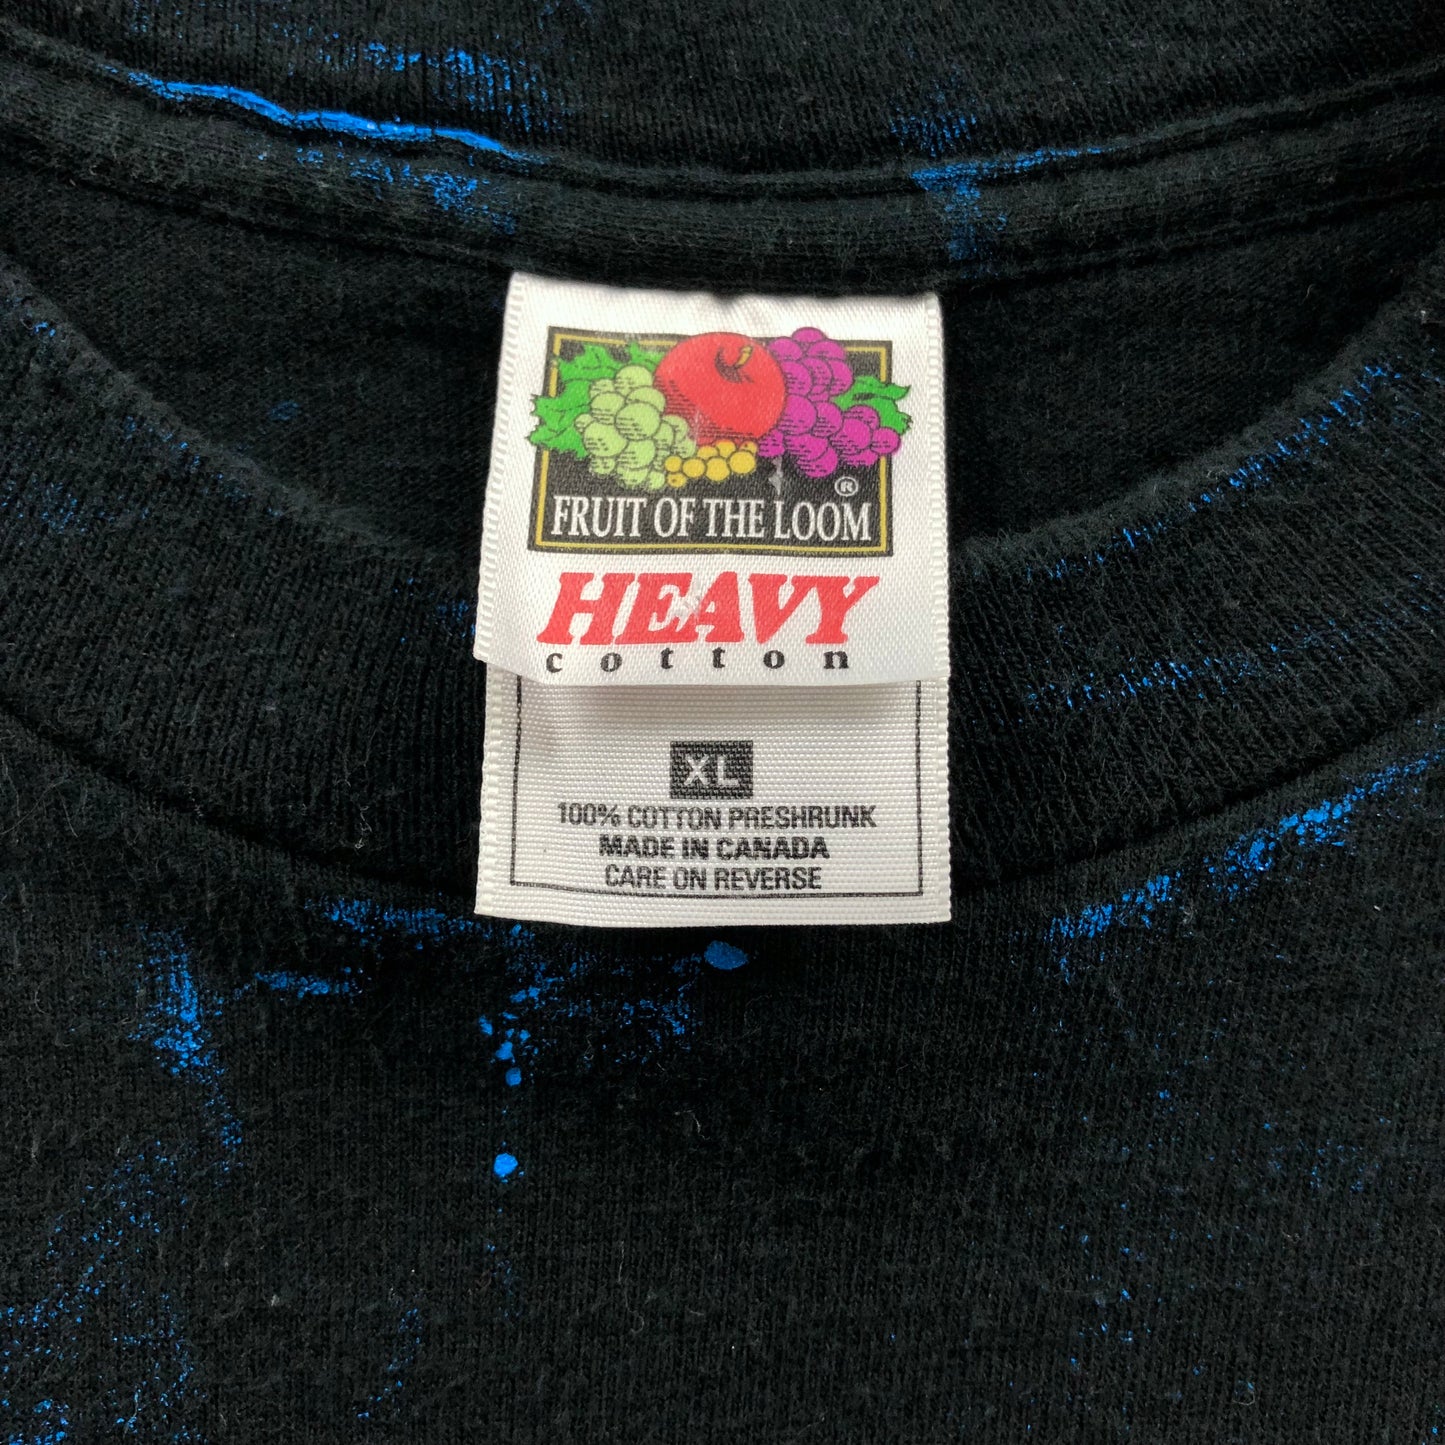 ®
FRUIT OF THE LOOM
HEAVY
cotton
XL
100% COTTON PRESHRUNK
MADE IN CANADA
CARE ON REVERSE